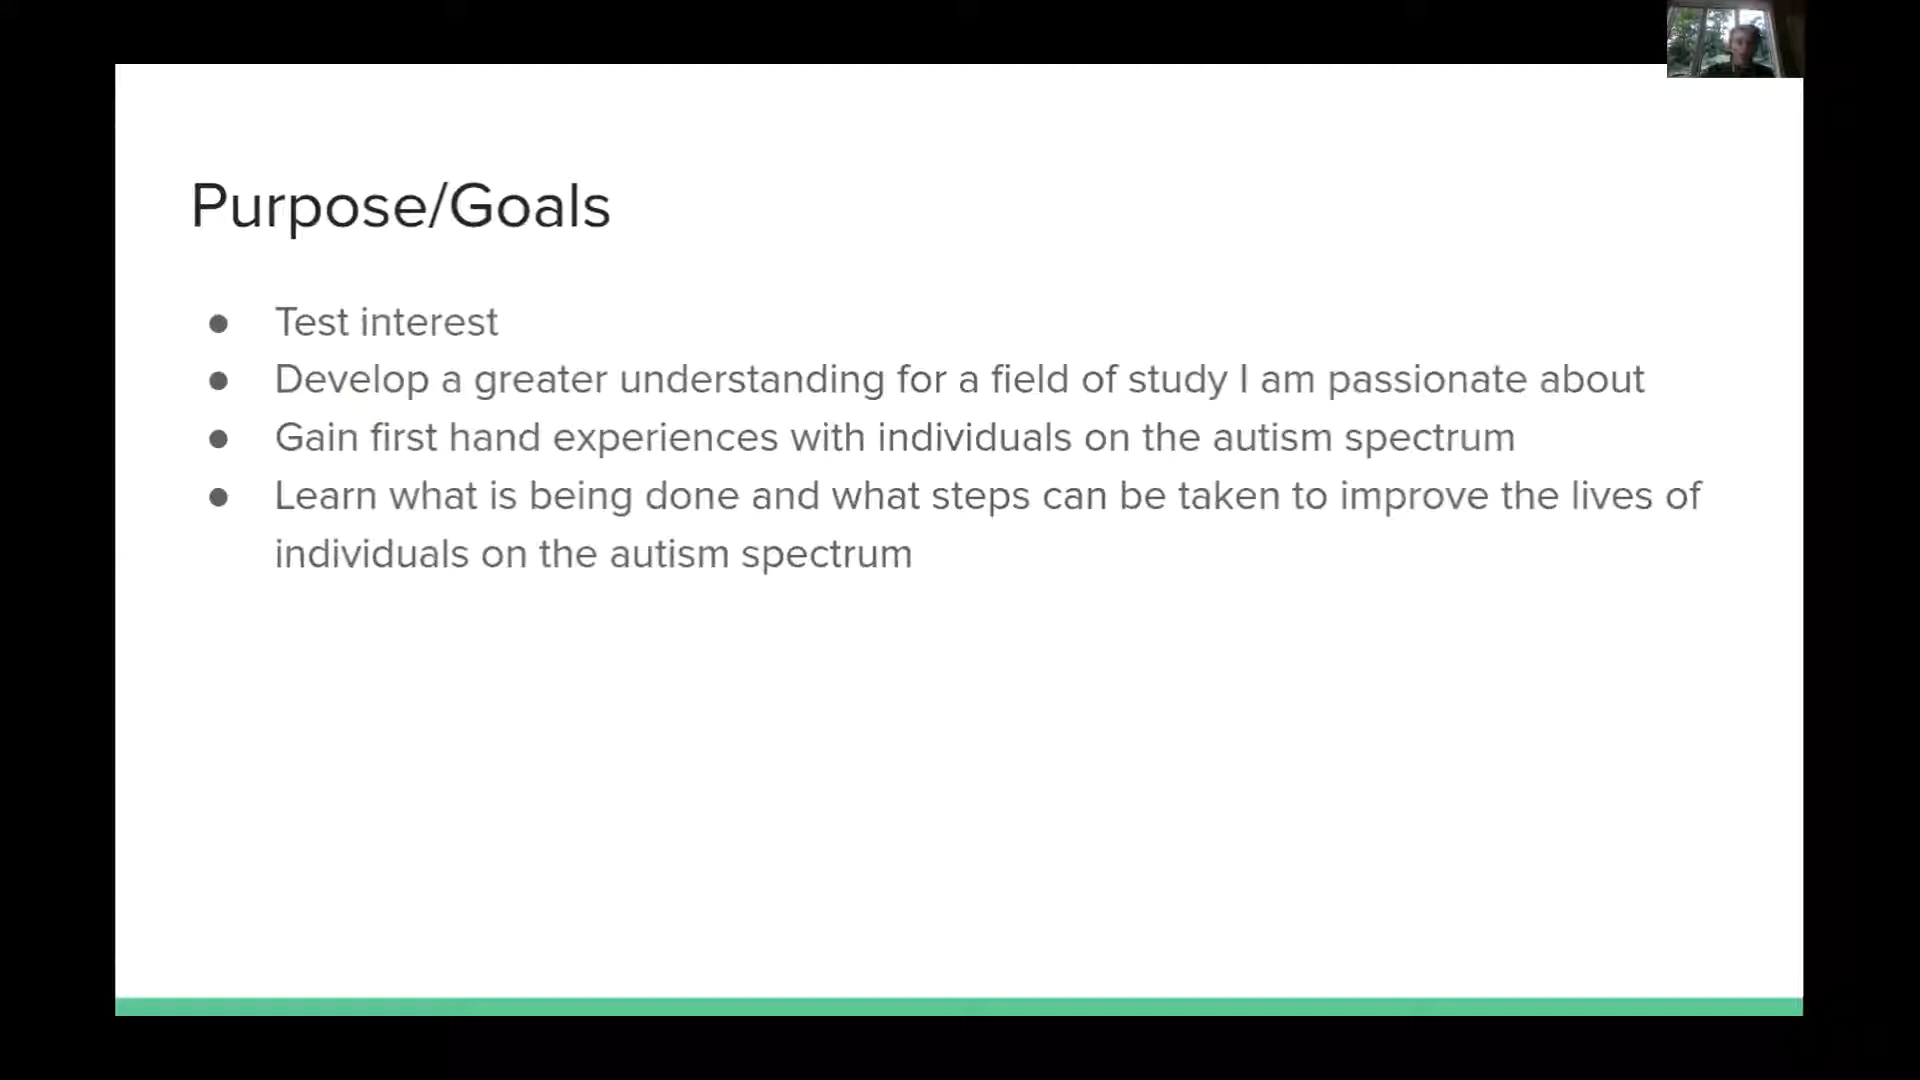 Purpose/Goals
● Test interest
● Develop a greater understanding for a field of study I am passionate about
● Gain first hand experiences with individuals on the autism spectrum
● Learn what is being done and what steps can be taken to improve the lives of
individuals on the autism spectrum